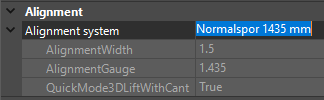 Alignment
Alignment system Normalspor 1435 mm
AlignmentWidth 1.5
AlignmentGauge 1.435
QuickMode3DLiftWithCant True